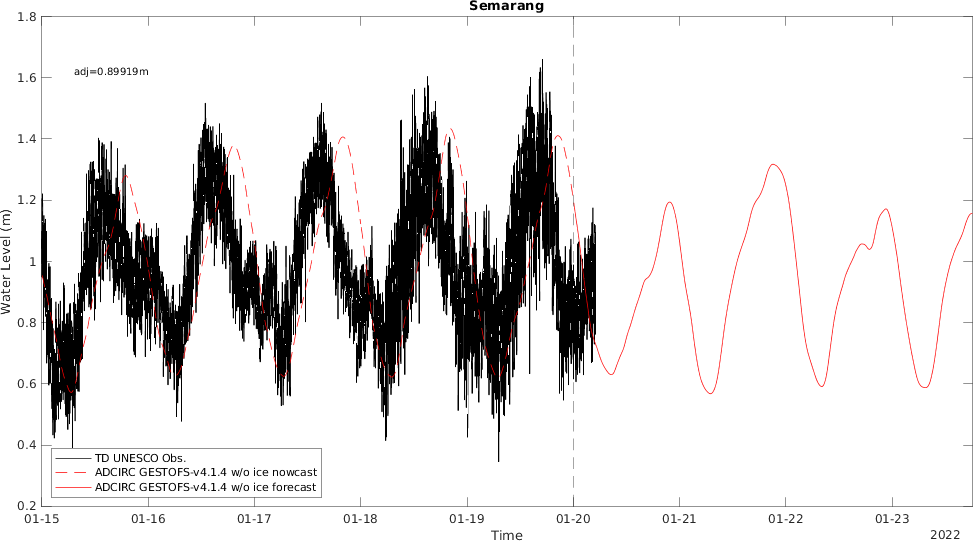 Semarang
1.8
1.6
1.4
1.2
1
0.8
0.6
0.4
0.2
Water Level (m)
adj=0.89919m
TD UNESCO Obs.
ADCIRC GESTOFS-v4.1.4 w/o ice nowcast
ADCIRC GESTOFS-v4.1.4 w/o ice forecast
01-15 01-16 01-17 01-18 01-19 01-20 01-21 01-22 01-23
Time
2022